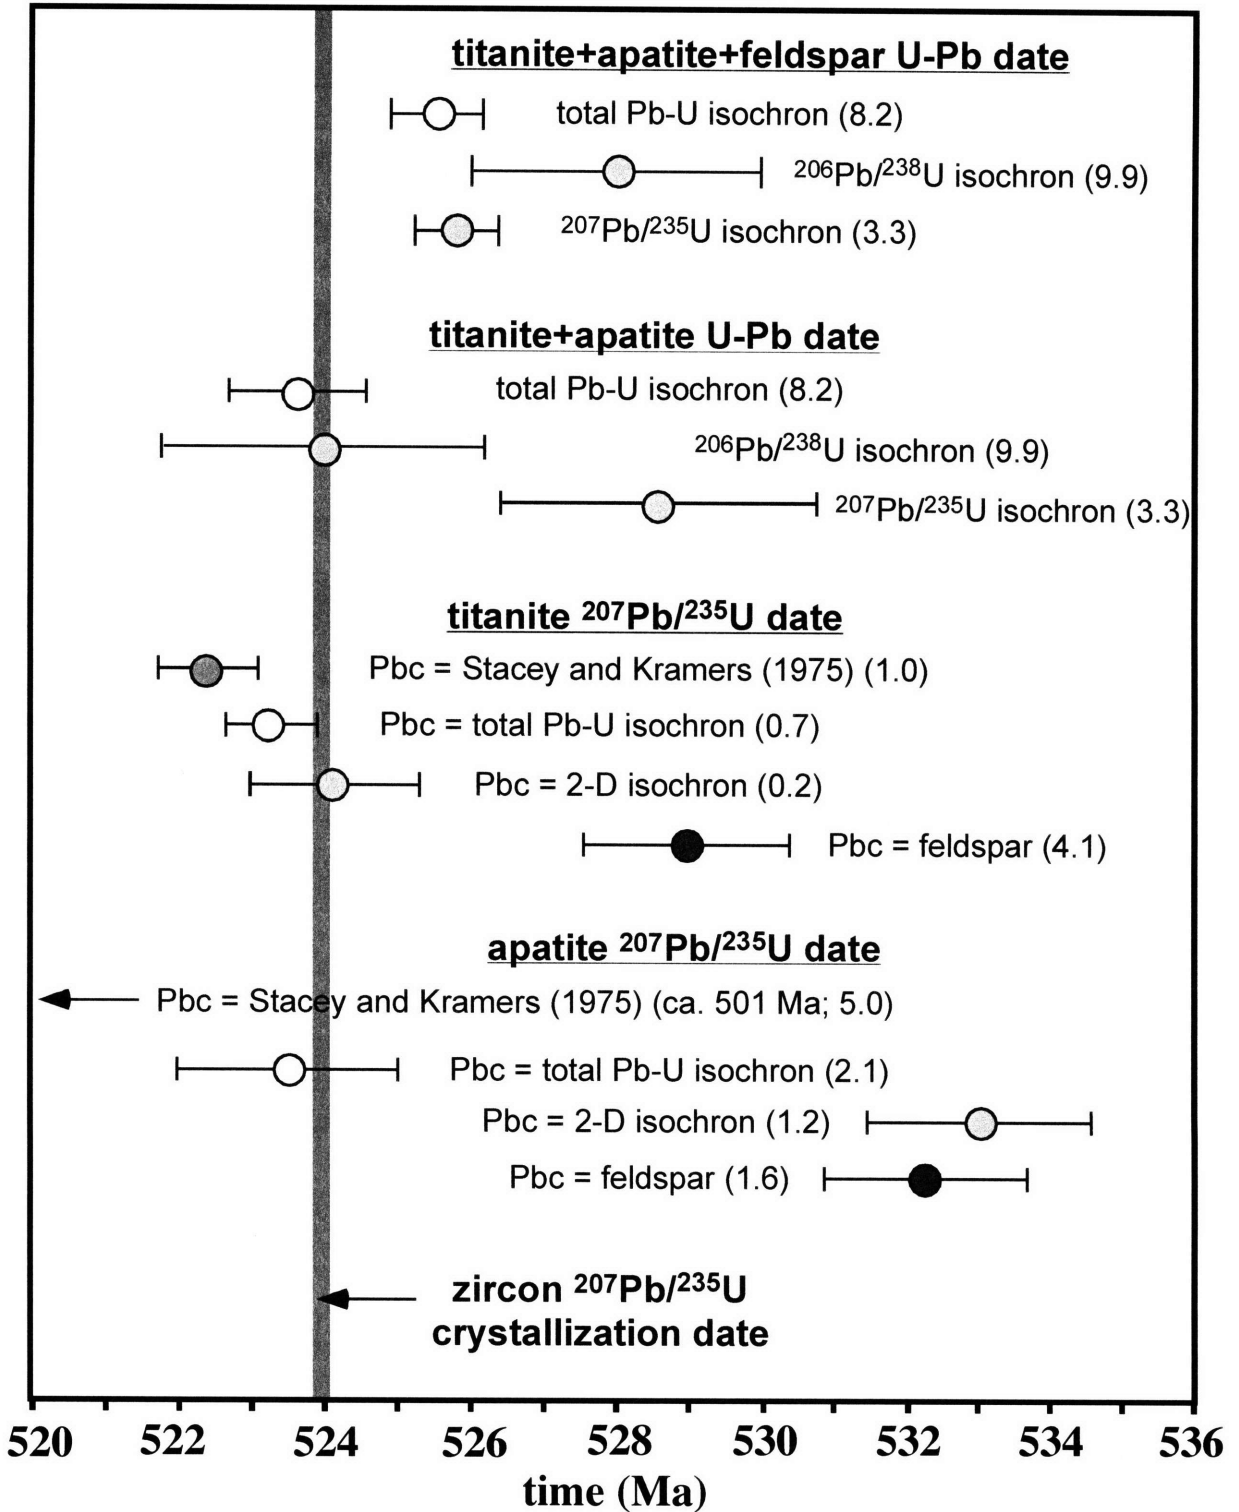 titanite+apatite+feldspar U-Pb date
total Pb-U isochron (8.2)
²⁰⁶Pb/²³⁸U isochron (9.9)
²⁰⁷Pb/²³⁵U isochron (3.3)
titanite+apatite U-Pb date
total Pb-U isochron (8.2)
²⁰⁶Pb/²³⁸U isochron (9.9)
²⁰⁷Pb/²³⁵U isochron (3.3)
titanite ²⁰⁷Pb/²³⁵U date
Pbc = Stacey and Kramers (1975) (1.0)
Pbc = total Pb-U isochron (0.7)
Pbc = 2-D isochron (0.2)
Pbc = feldspar (4.1)
apatite ²⁰⁷Pb/²³⁵U date
Pbc = Stacey and Kramers (1975) (ca. 501 Ma; 5.0)
Pbc = total Pb-U isochron (2.1)
Pbc = 2-D isochron (1.2)
Pbc = feldspar (1.6)
zircon ²⁰⁷Pb/²³⁵U
crystallization date
520 522 524 526 528 530 532 534 536
time (Ma)